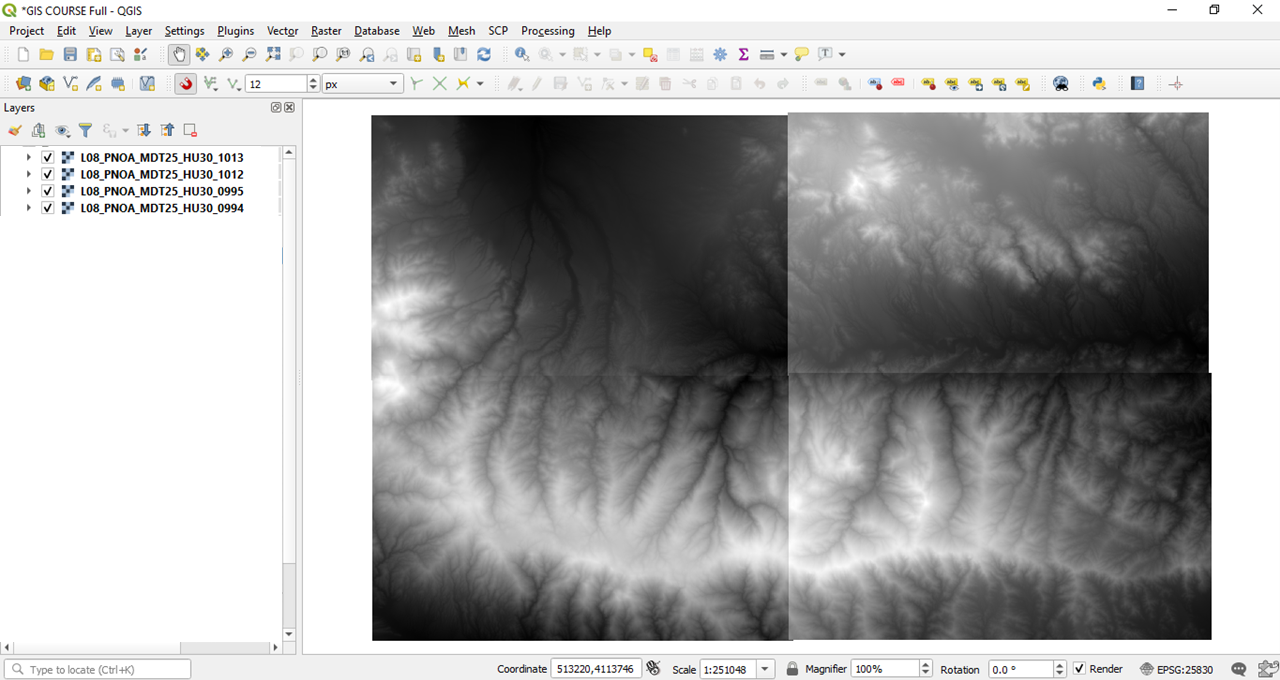 *GIS COURSE Full - QGIS
Project Edit View Layer Settings Plugins Vector Raster Database Web Mesh SCP Processing Help
12 px
Layers
L08_PNOA_MDT25_HU30_1013
L08_PNOA_MDT25_HU30_1012
L08_PNOA_MDT25_HU30_0995
L08_PNOA_MDT25_HU30_0994
Type to locate (Ctrl+K) Coordinate 513220,4113746 Scale 1:251048 Magnifier 100% Rotation 0.0 ° Render EPSG:25830